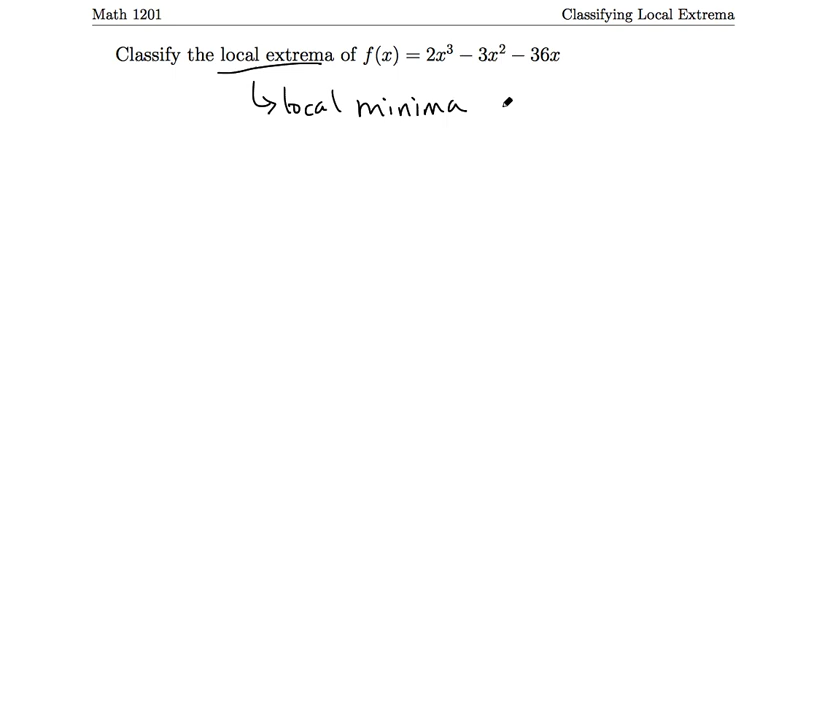 Math 1201 Classifying Local Extrema
Classify the local extrema of f(x) = 2x³ − 3x² − 36x
↳ local minima